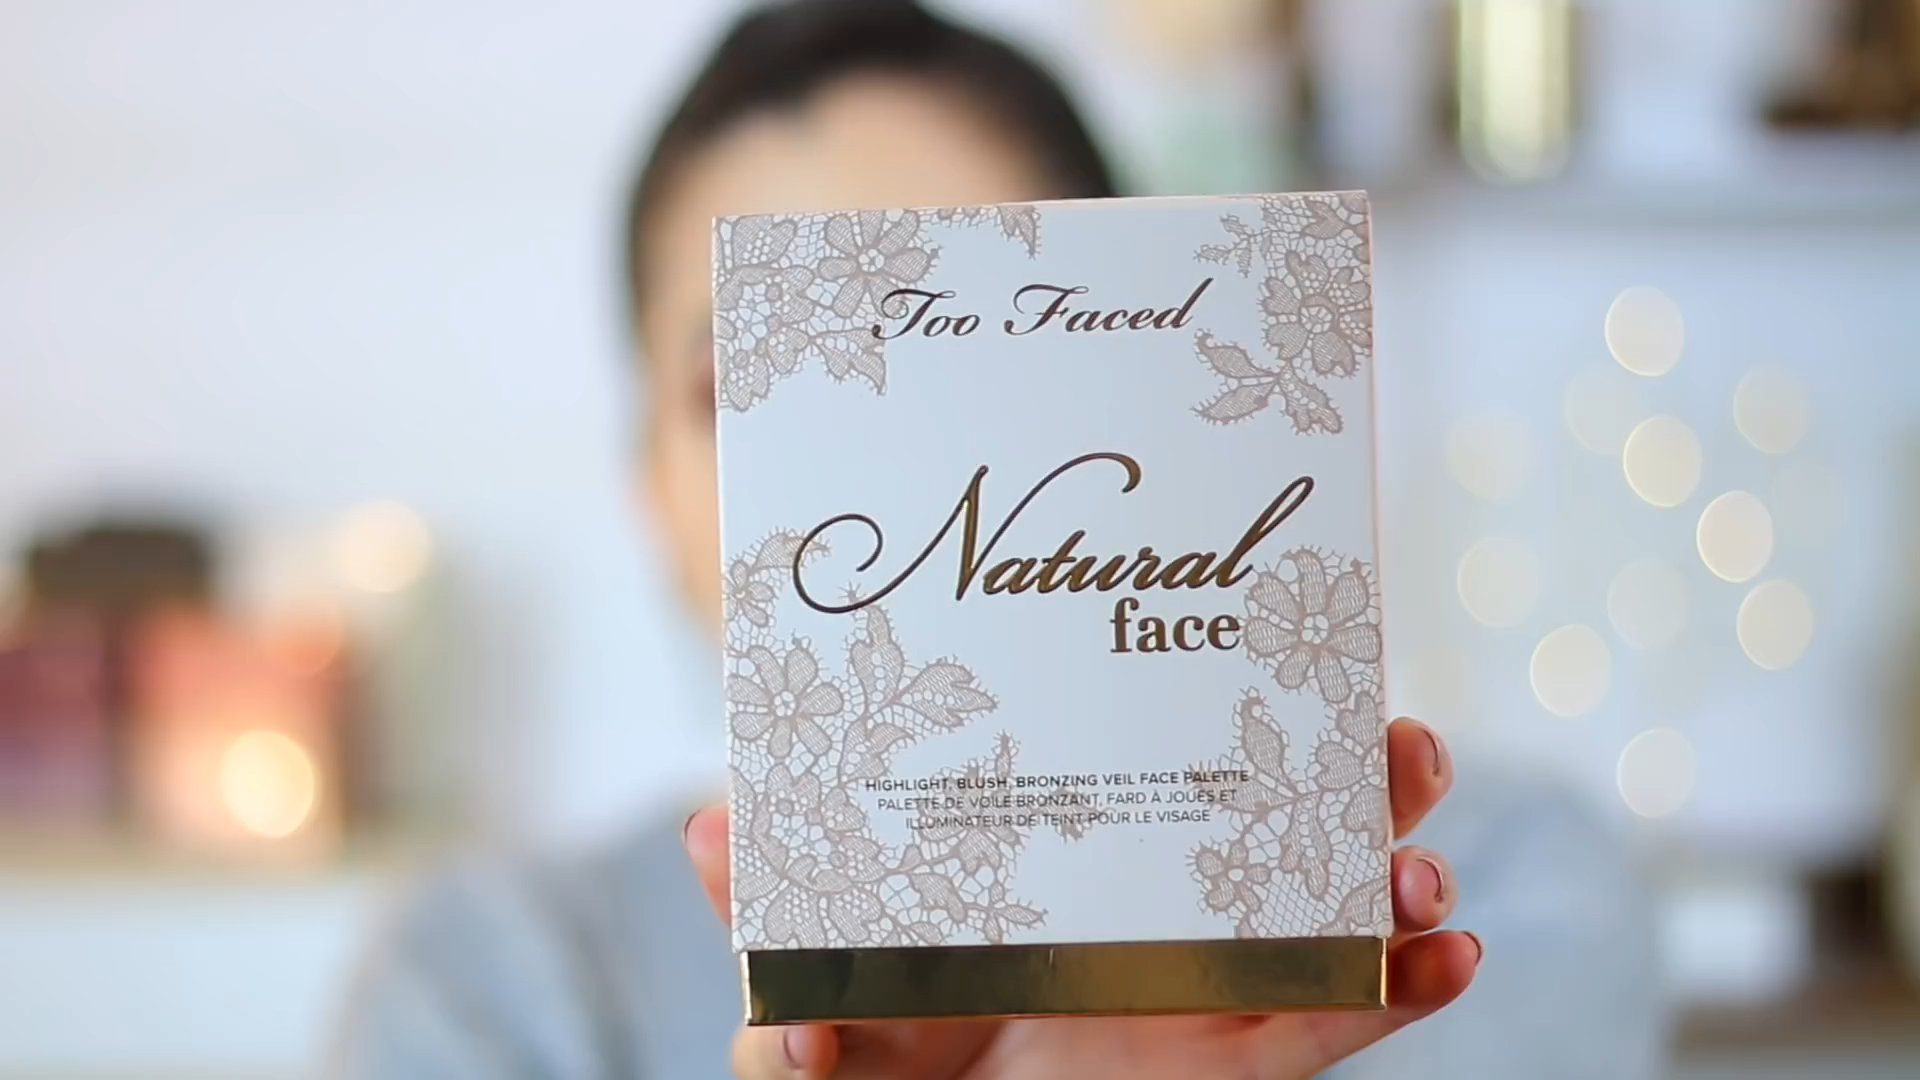 Too Faced
Natural
face
HIGHLIGHT, BLUSH, BRONZING VEIL FACE PALETTE
PALETTE DE VOILE BRONZANT, FARD À JOUES ET
ILLUMINATEUR DE TEINT POUR LE VISAGE